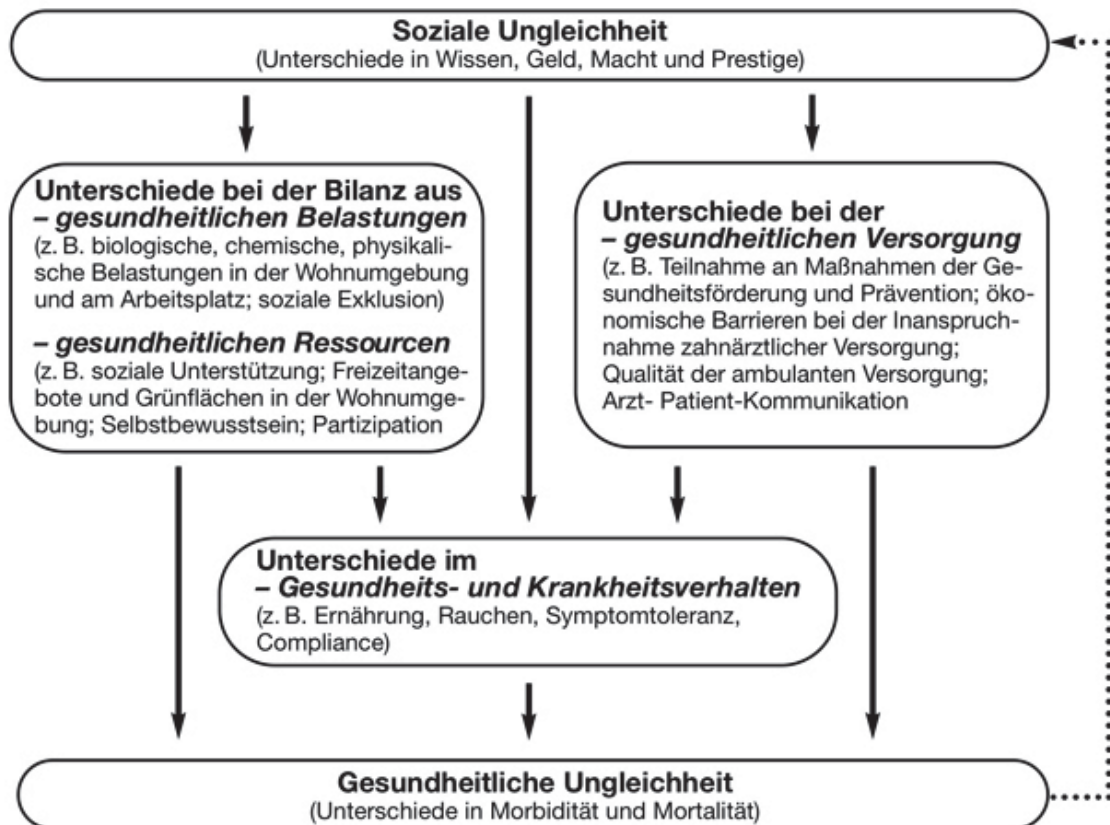 Soziale Ungleichheit
(Unterschiede in Wissen, Geld, Macht und Prestige)
Unterschiede bei der Bilanz aus
– gesundheitlichen Belastungen
(z. B. biologische, chemische, physikali-
sche Belastungen in der Wohnumgebung
und am Arbeitsplatz; soziale Exklusion)
– gesundheitlichen Ressourcen
(z. B. soziale Unterstützung; Freizeitange-
bote und Grünflächen in der Wohnumge-
bung; Selbstbewusstsein; Partizipation
Unterschiede bei der
– gesundheitlichen Versorgung
(z. B. Teilnahme an Maßnahmen der Ge-
sundheitsförderung und Prävention; öko-
nomische Barrieren bei der Inanspruch-
nahme zahnärztlicher Versorgung;
Qualität der ambulanten Versorgung;
Arzt- Patient-Kommunikation
Unterschiede im
– Gesundheits- und Krankheitsverhalten
(z. B. Ernährung, Rauchen, Symptomtoleranz,
Compliance)
Gesundheitliche Ungleichheit
(Unterschiede in Morbidität und Mortalität)